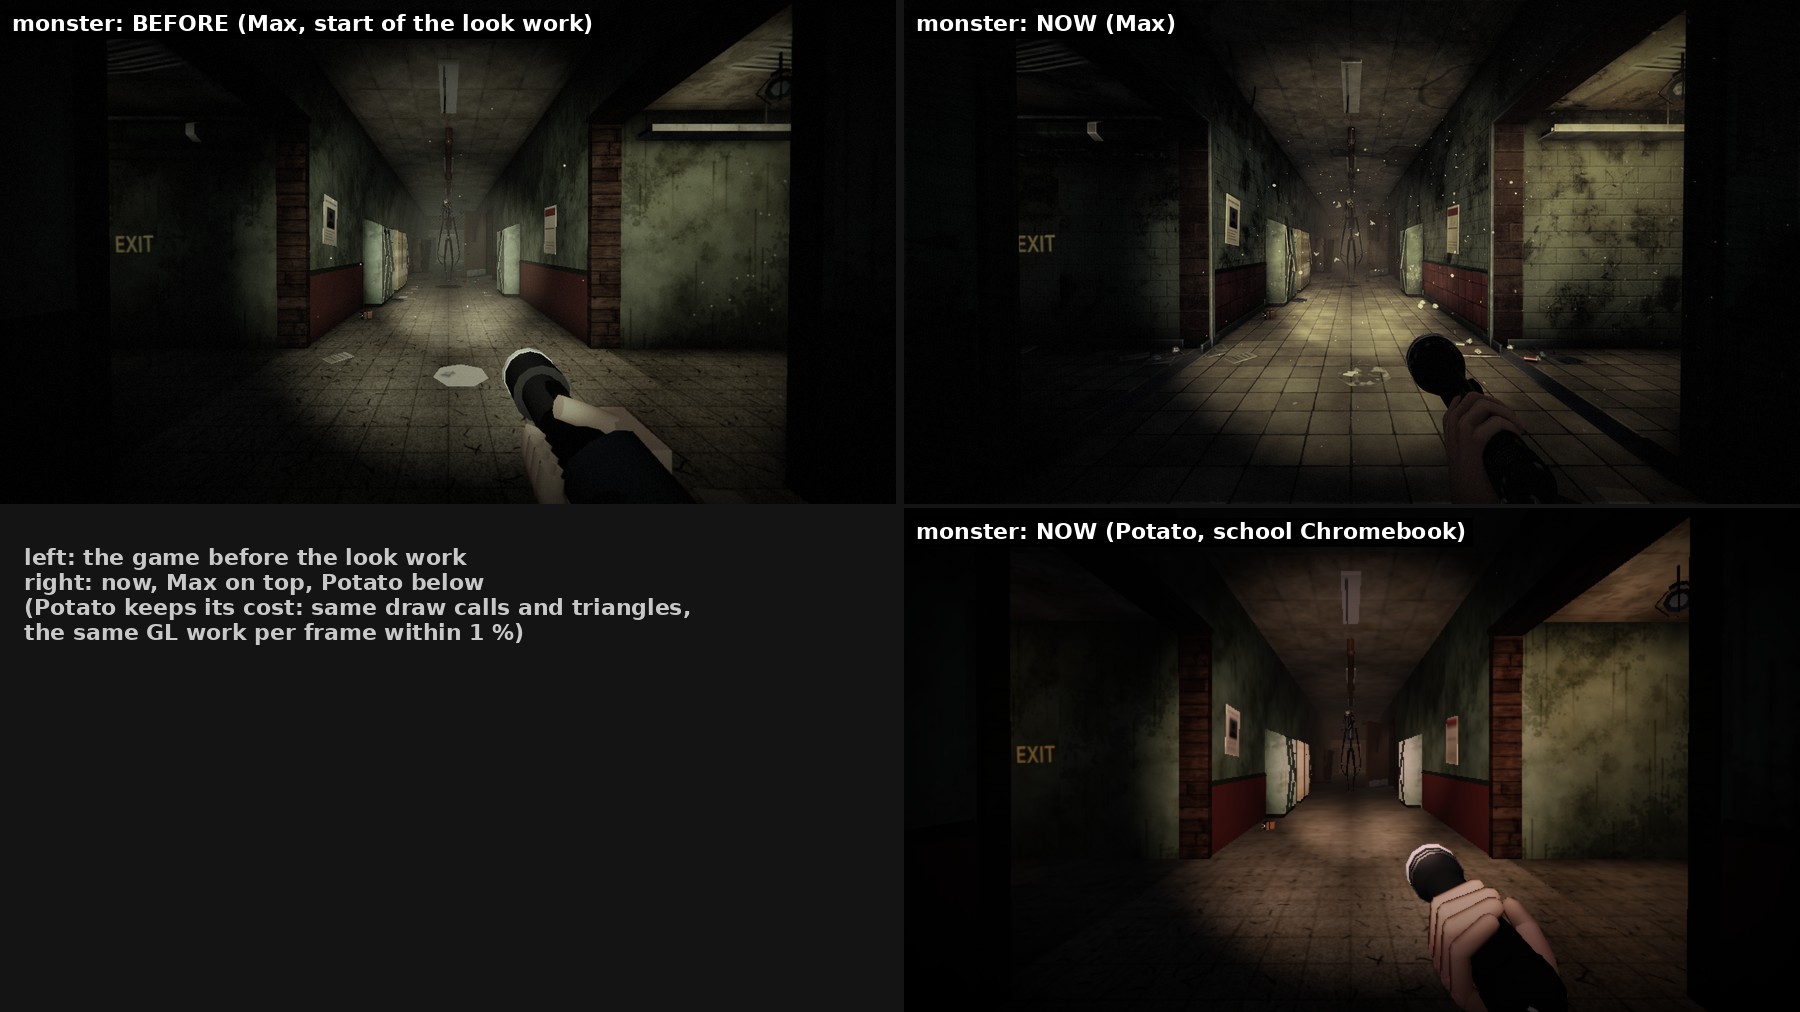 monster: BEFORE (Max, start of the look work)
EXIT
monster: NOW (Max)
EXIT
left: the game before the look work
right: now, Max on top, Potato below
(Potato keeps its cost: same draw calls and triangles,
the same GL work per frame within 1 %)
monster: NOW (Potato, school Chromebook)
EXIT